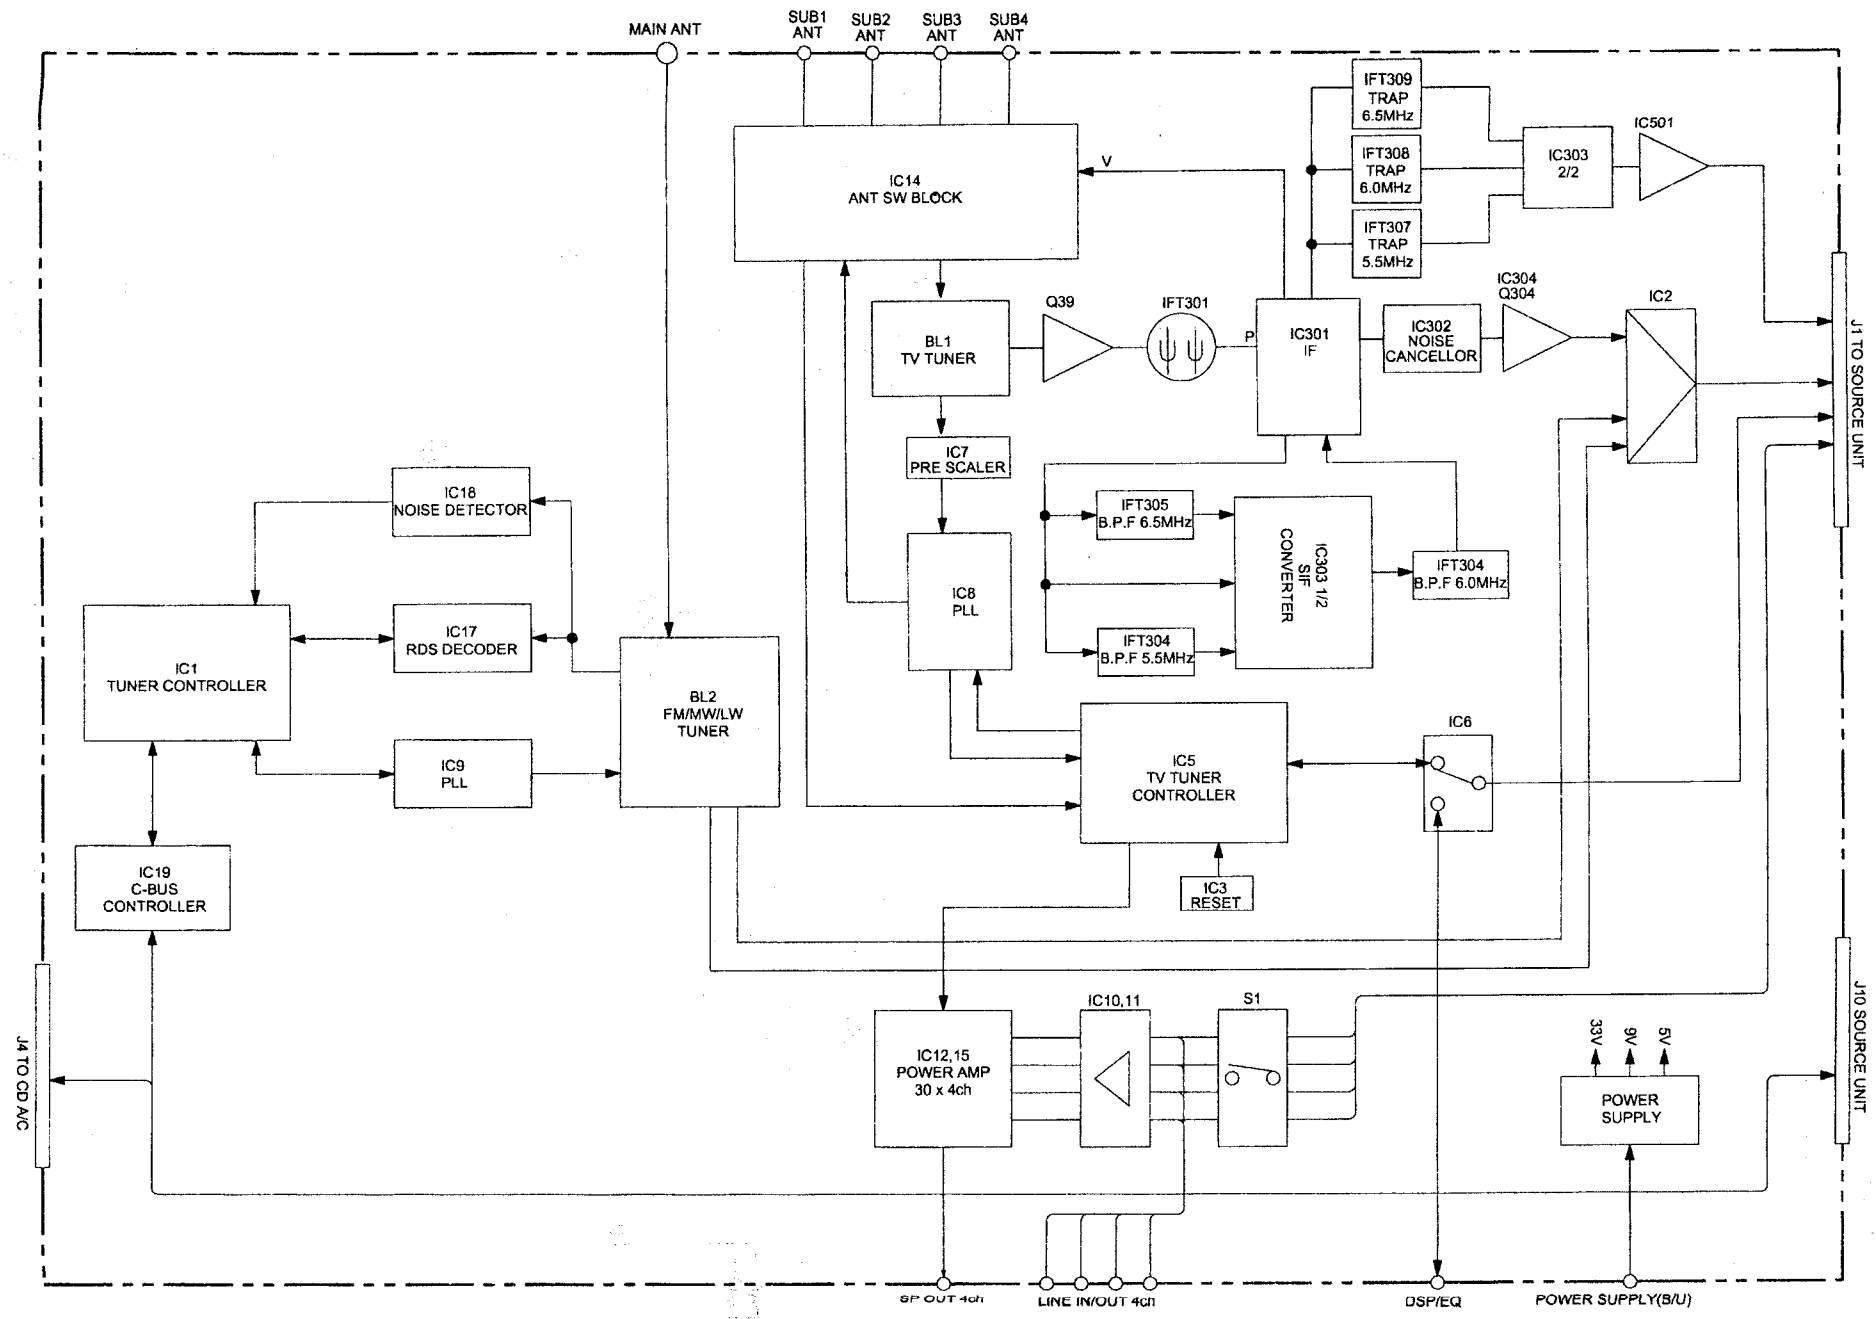 MAIN ANT
SUB1
ANT
SUB2
ANT
SUB3
ANT
SUB4
ANT
IC14
ANT SW BLOCK
V
IFT309
TRAP
6.5MHz
IFT308
TRAP
6.0MHz
IFT307
TRAP
5.5MHz
IC303
2/2
IC501
BL1
TV TUNER
Q39
IFT301
P
IC301
IF
IC302
NOISE
CANCELLOR
IC304
Q304
IC2
J1 TO SOURCE UNIT
IC7
PRE SCALER
IC18
NOISE DETECTOR
IFT305
B.P.F 6.5MHz
IC303 1/2
SIF
CONVERTER
IFT304
B.P.F 6.0MHz
IC8
PLL
IC17
RDS DECODER
IFT304
B.P.F 5.5MHz
IC1
TUNER CONTROLLER
BL2
FM/MW/LW
TUNER
IC9
PLL
IC5
TV TUNER
CONTROLLER
IC6
IC19
C-BUS
CONTROLLER
IC3
RESET
J4 TO CD A/C
IC12,15
POWER AMP
30 x 4ch
IC10,11
S1
33V
9V
5V
POWER
SUPPLY
J10 SOURCE UNIT
SP OUT 4ch
LINE IN/OUT 4ch
DSP/EQ
POWER SUPPLY(B/U)